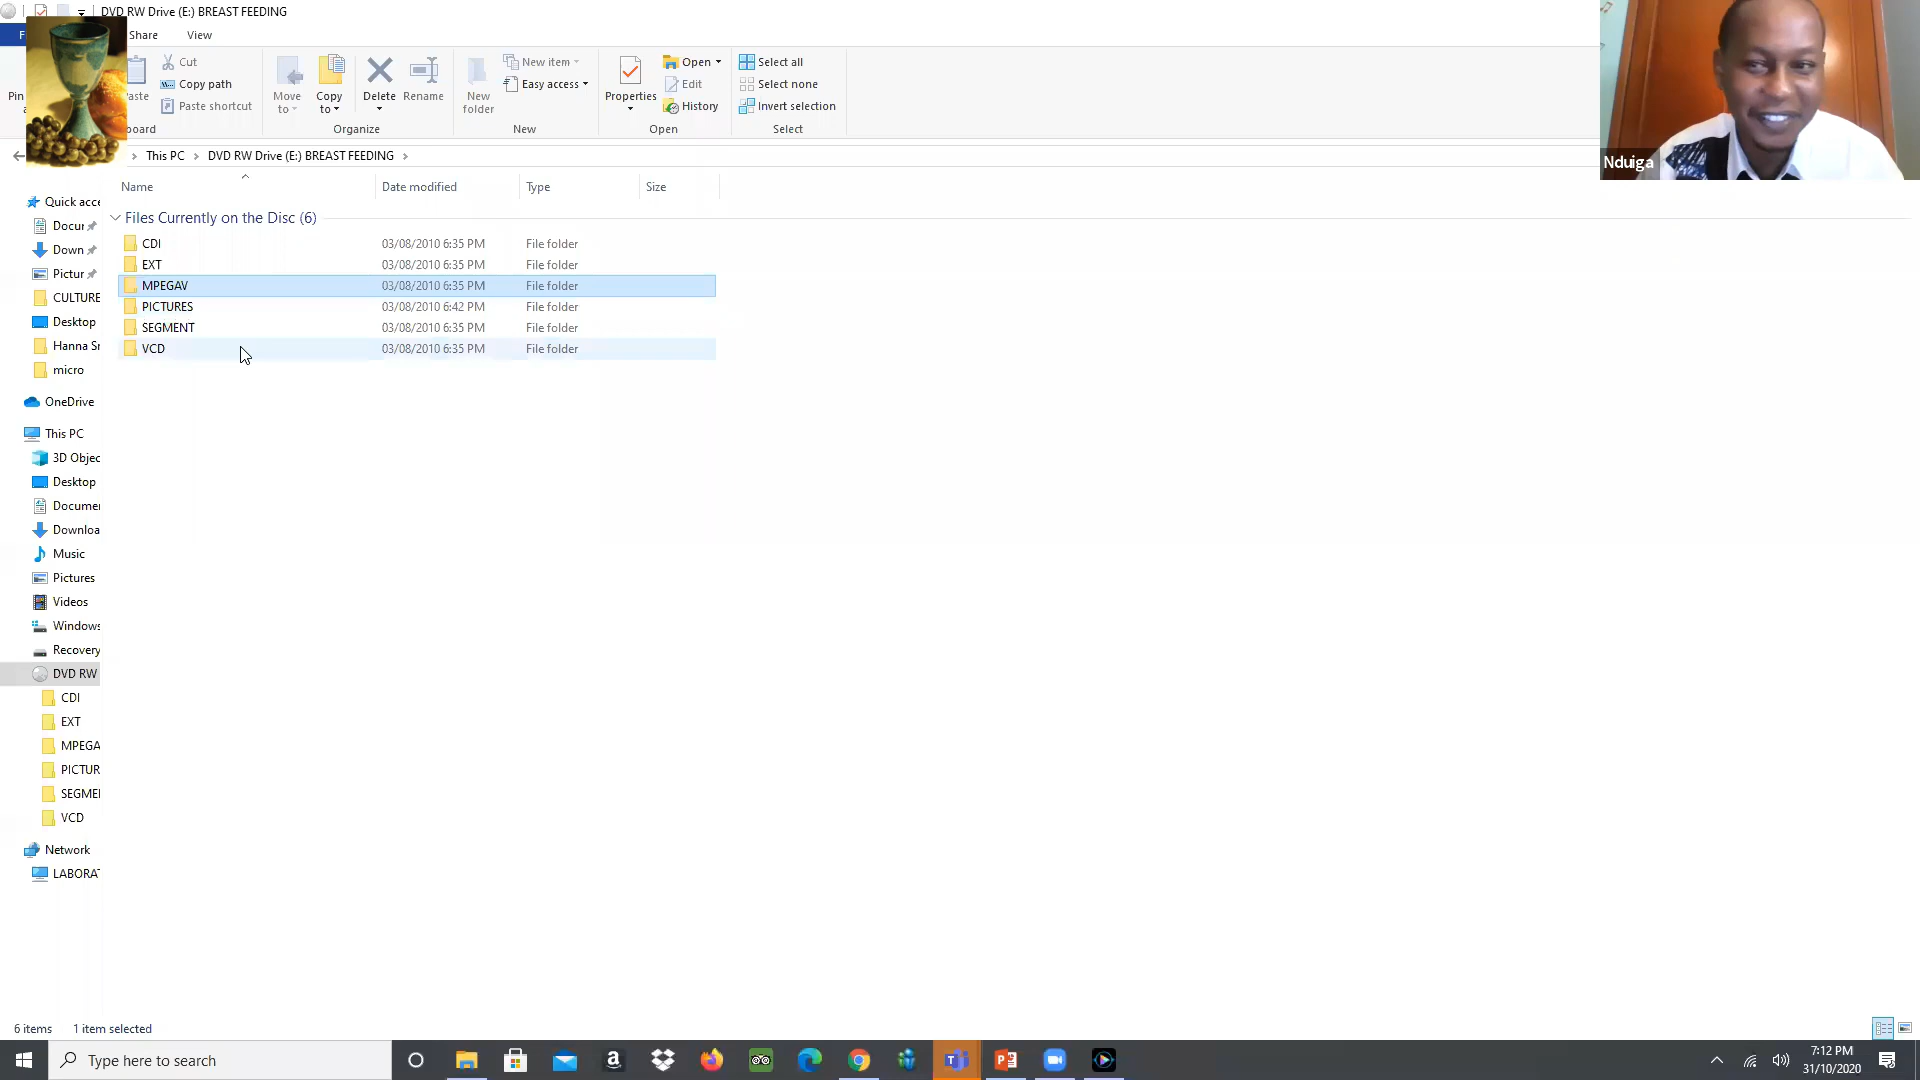 DVD RW Drive (E:) BREAST FEEDING
F Share View
Pin Paste Cut Copy path Paste shortcut
Move to Copy to Delete Rename
New folder New item Easy access
Properties Open Edit History
Select all Select none Invert selection
Organize New Open Select
Nduiga
This PC DVD RW Drive (E:) BREAST FEEDING
Name Date modified Type Size
Files Currently on the Disc (6)
CDI 03/08/2010 6:35 PM File folder
EXT 03/08/2010 6:35 PM File folder
MPEGAV 03/08/2010 6:35 PM File folder
PICTURES 03/08/2010 6:42 PM File folder
SEGMENT 03/08/2010 6:35 PM File folder
VCD 03/08/2010 6:35 PM File folder
Quick acce
Docur
Down
Pictur
CULTURE
Desktop
Hanna Sr
micro
OneDrive
This PC
3D Objec
Desktop
Documer
Downloa
Music
Pictures
Videos
Windows
Recovery
DVD RW
CDI
EXT
MPEGA
PICTUR
SEGMEI
VCD
Network
LABORAT
6 items 1 item selected
Type here to search
7:12 PM
31/10/2020